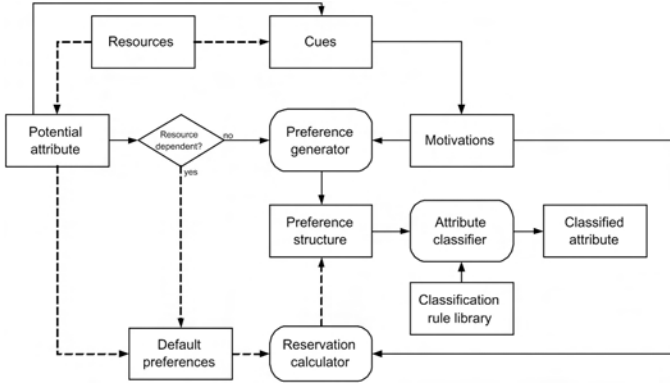 Resources
Cues
Potential
attribute
Resource
dependent?
no
yes
Preference
generator
Motivations
Preference
structure
Attribute
classifier
Classified
attribute
Classification
rule library
Default
preferences
Reservation
calculator